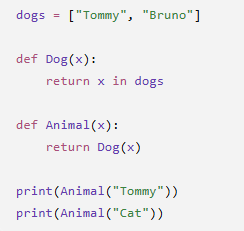 dogs = ["Tommy", "Bruno"]
def Dog(x):
    return x in dogs
def Animal(x):
    return Dog(x)
print(Animal("Tommy"))
print(Animal("Cat"))